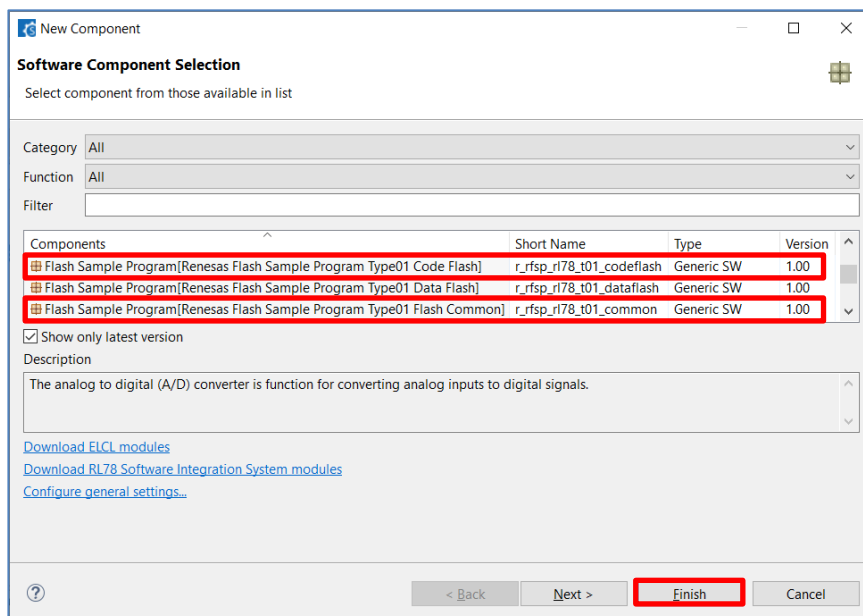 New Component
Software Component Selection
Select component from those available in list
Category All
Function All
Filter
Components Short Name Type Version
Flash Sample Program[Renesas Flash Sample Program Type01 Code Flash] r_rfsp_rl78_t01_codeflash Generic SW 1.00
Flash Sample Program[Renesas Flash Sample Program Type01 Data Flash] r_rfsp_rl78_t01_dataflash Generic SW 1.00
Flash Sample Program[Renesas Flash Sample Program Type01 Flash Common] r_rfsp_rl78_t01_common Generic SW 1.00
Show only latest version
Description
The analog to digital (A/D) converter is function for converting analog inputs to digital signals.
Download ELCL modules
Download RL78 Software Integration System modules
Configure general settings...
? < Back Next > Finish Cancel